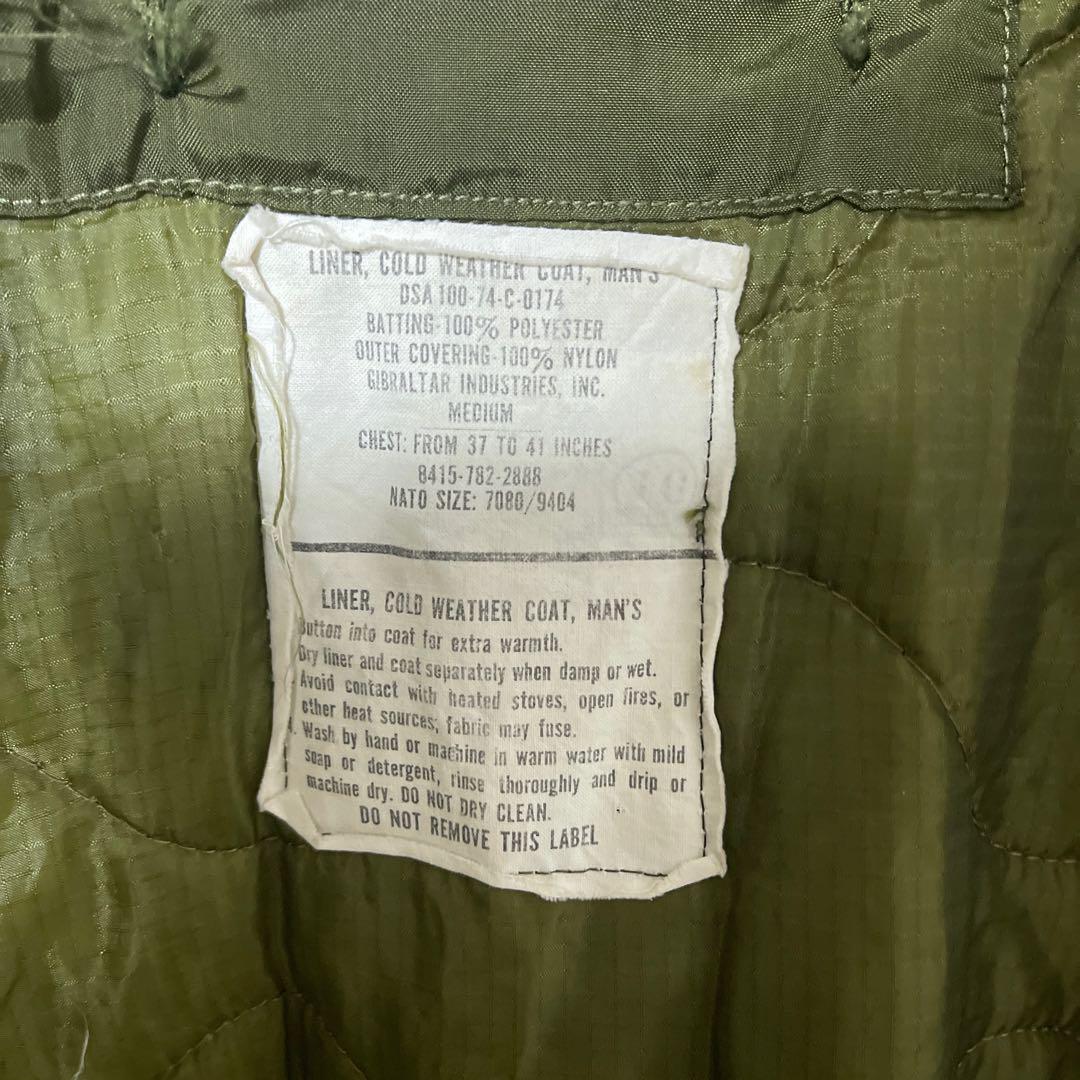 LINER, COLD WEATHER COAT, MAN'S
DSA 100-74-C-0174
BATTING-100% POLYESTER
OUTER COVERING-100% NYLON
GIBRALTAR INDUSTRIES, INC.
MEDIUM
CHEST: FROM 37 TO 41 INCHES
8415-782-2888
NATO SIZE: 7080/9404
LINER, COLD WEATHER COAT, MAN'S
Button into coat for extra warmth.
Dry liner and coat separately when damp or wet.
Avoid contact with heated stoves, open fires, or
other heat sources; fabric may fuse.
. Wash by hand or machine in warm water with mild
soap or detergent, rinse thoroughly and drip or
machine dry. DO NOT DRY CLEAN.
DO NOT REMOVE THIS LABEL